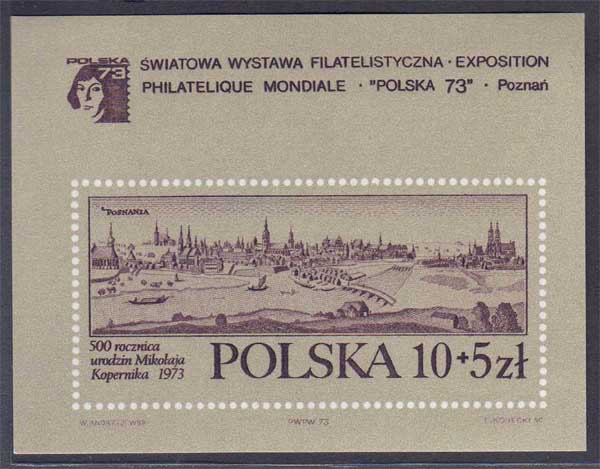 POLSKA
73
ŚWIATOWA WYSTAWA FILATELISTYCZNA · EXPOSITION
PHILATELIQUE MONDIALE · "POLSKA 73" · Poznań
POSNANIA
500 rocznica
urodzin Mikołaja
Kopernika 1973
POLSKA 10+5zł
PWPW 73